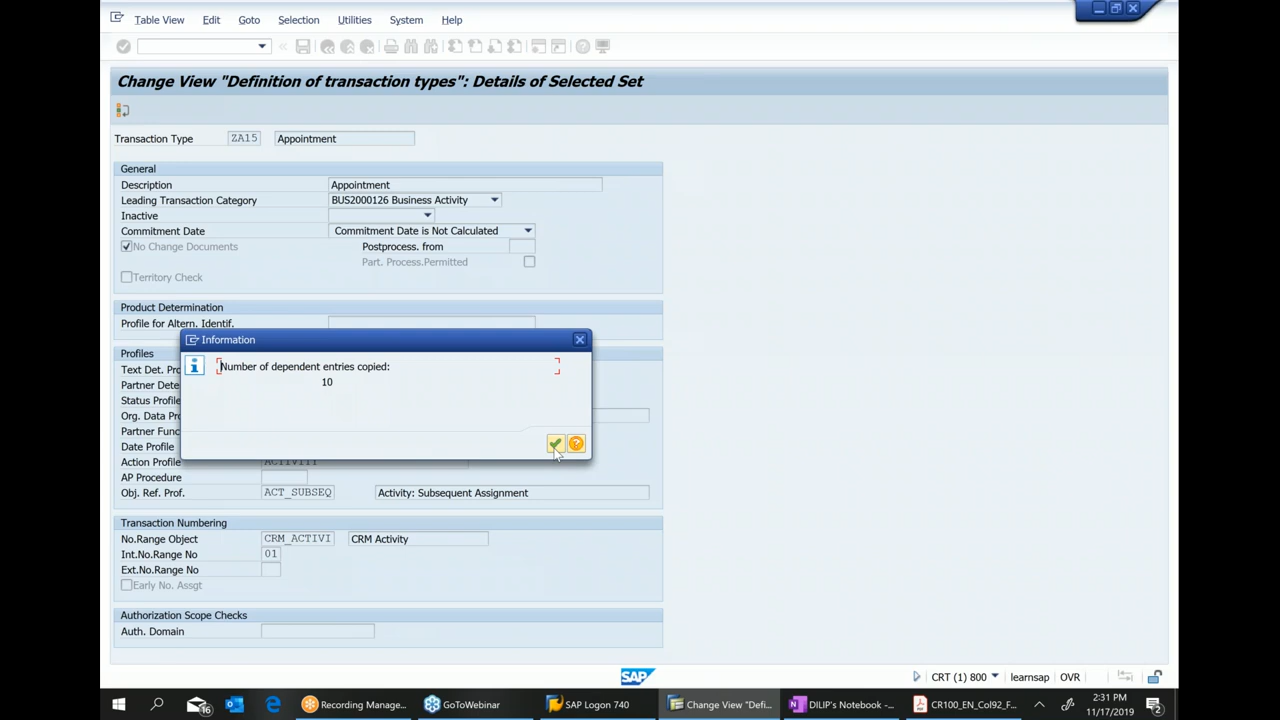 Table View Edit Goto Selection Utilities System Help
Change View "Definition of transaction types": Details of Selected Set
Transaction Type ZA15 Appointment
General
Description Appointment
Leading Transaction Category BUS2000126 Business Activity
Inactive
Commitment Date Commitment Date is Not Calculated
No Change Documents Postprocess. from
Part. Process.Permitted
Territory Check
Product Determination
Profile for Altern. Identif.
Information
Number of dependent entries copied:
10
Profiles
Text Det. Pro
Partner Dete
Status Profile
Org. Data Pr
Partner Func
Date Profile
Action Profile ACTIVITY
AP Procedure
Obj. Ref. Prof. ACT_SUBSEQ Activity: Subsequent Assignment
Transaction Numbering
No.Range Object CRM_ACTIVI CRM Activity
Int.No.Range No 01
Ext.No.Range No
Early No. Assgt
Authorization Scope Checks
Auth. Domain
SAP CRT (1) 800 learnsap OVR
Recording Manage... GoToWebinar SAP Logon 740 Change View "Defi... DILIP's Notebook -... CR100_EN_Col92_F... 2:31 PM
11/17/2019